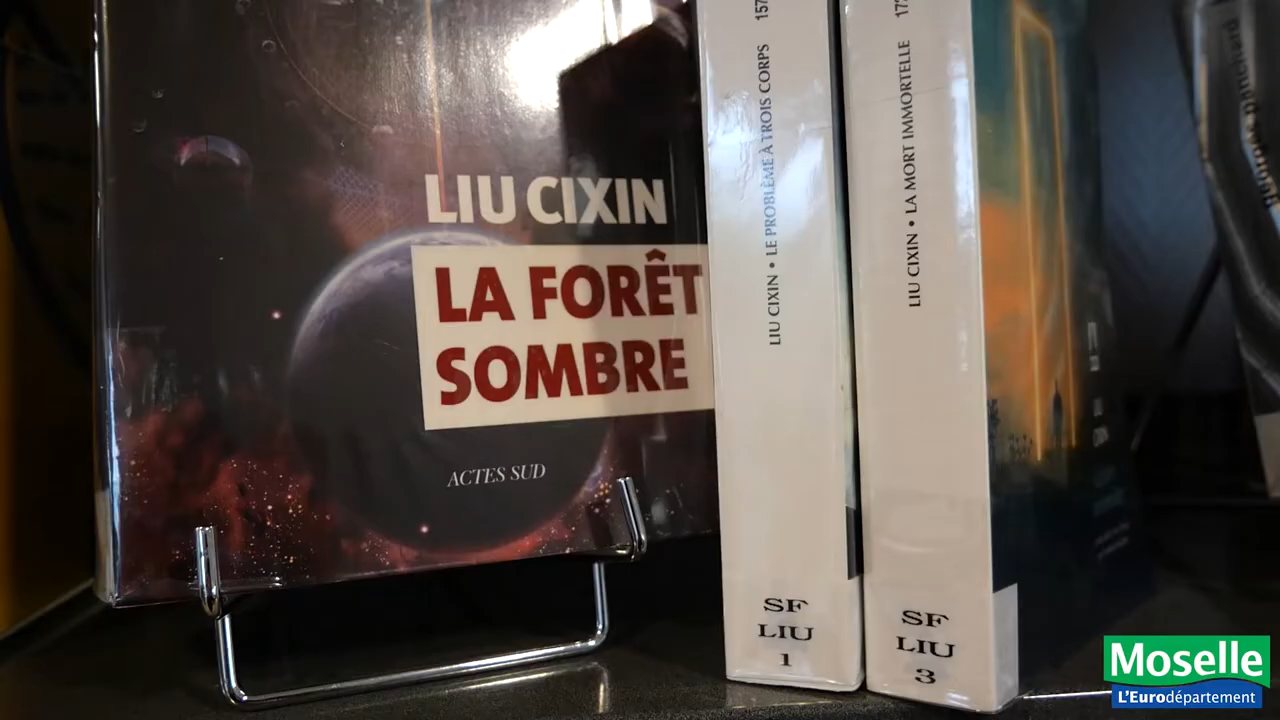 LIU CIXIN
LA FORÊT
SOMBRE
ACTES SUD
LIU CIXIN • LE PROBLÈME À TROIS CORPS
SF
LIU
1
LIU CIXIN • LA MORT IMMORTELLE
SF
LIU
3
Moselle
L'Eurodépartement